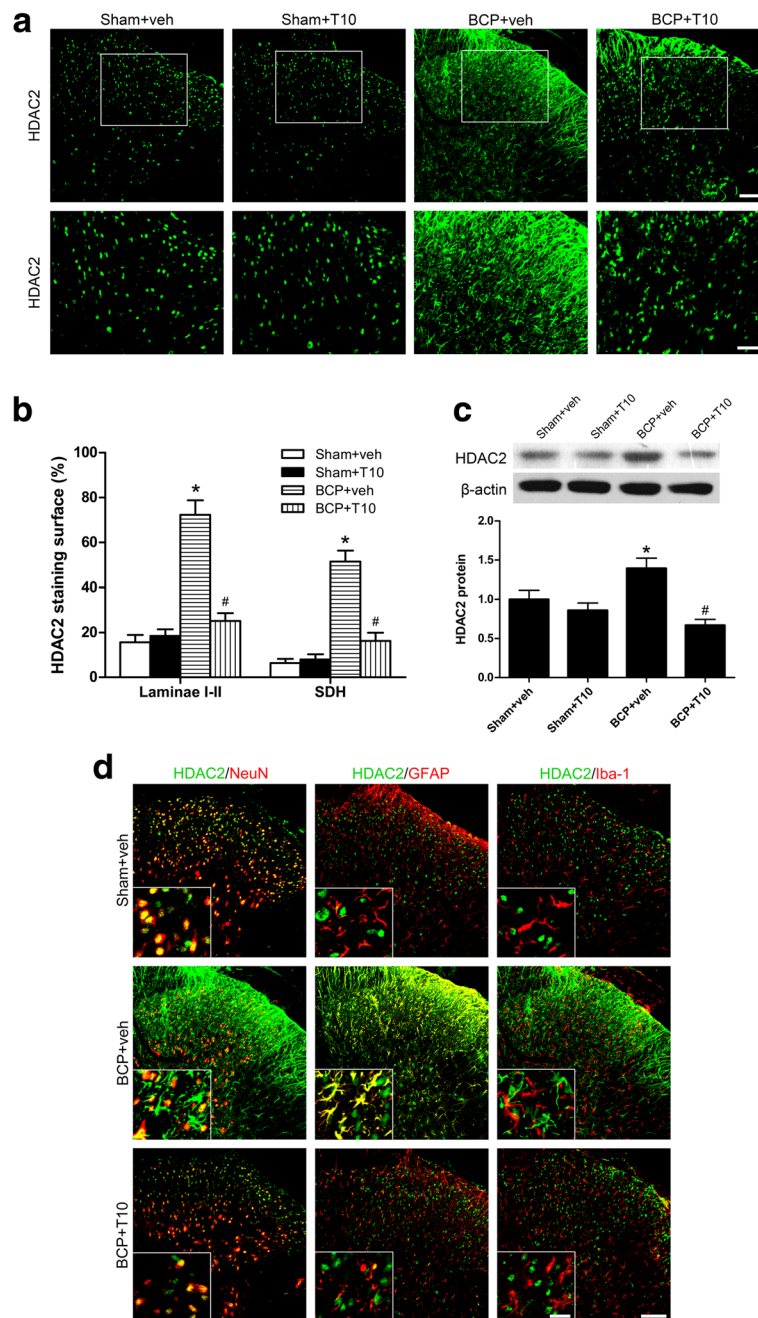 a
Sham+veh Sham+T10 BCP+veh BCP+T10
HDAC2
HDAC2
b
HDAC2 staining surface (%)
100
80
60
40
20
0
Sham+veh
Sham+T10
BCP+veh
BCP+T10
*
#
*
#
Laminae I-II SDH
c
Sham+veh Sham+T10 BCP+veh BCP+T10
HDAC2
β-actin
HDAC2 protein
2.0
1.5
1.0
0.5
0.0
*
#
Sham+veh Sham+T10 BCP+veh BCP+T10
d
HDAC2/NeuN HDAC2/GFAP HDAC2/Iba-1
Sham+veh
BCP+veh
BCP+T10